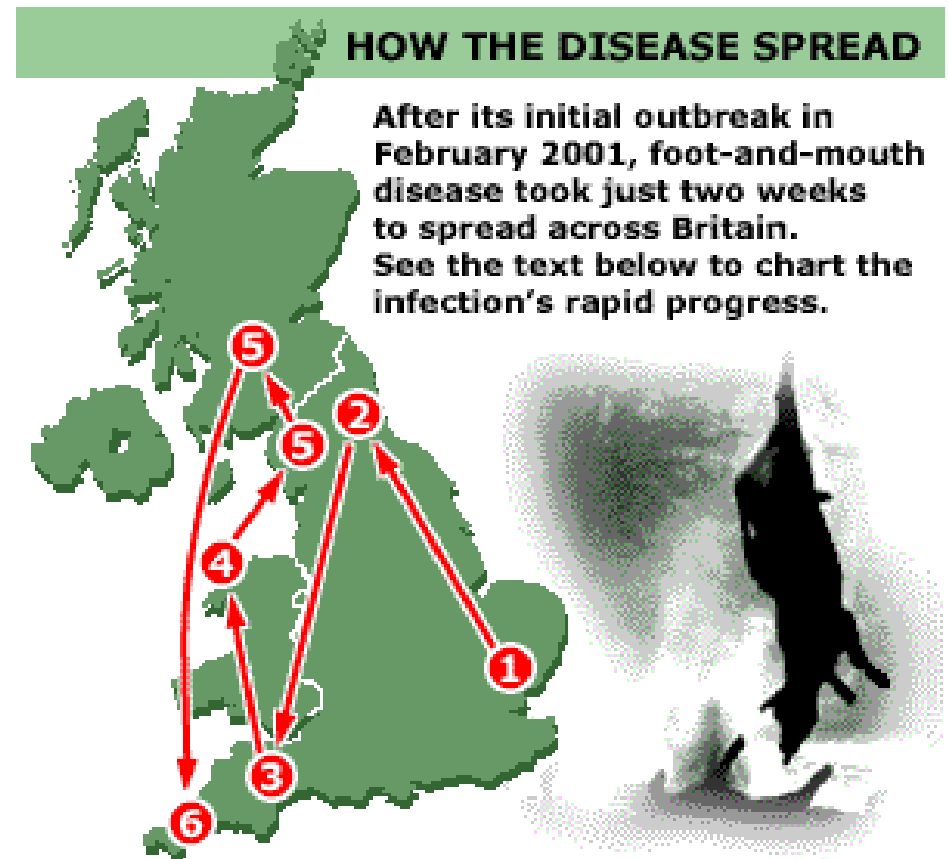 HOW THE DISEASE SPREAD
After its initial outbreak in
February 2001, foot-and-mouth
disease took just two weeks
to spread across Britain.
See the text below to chart the
infection's rapid progress.
5
2
5
4
1
3
6